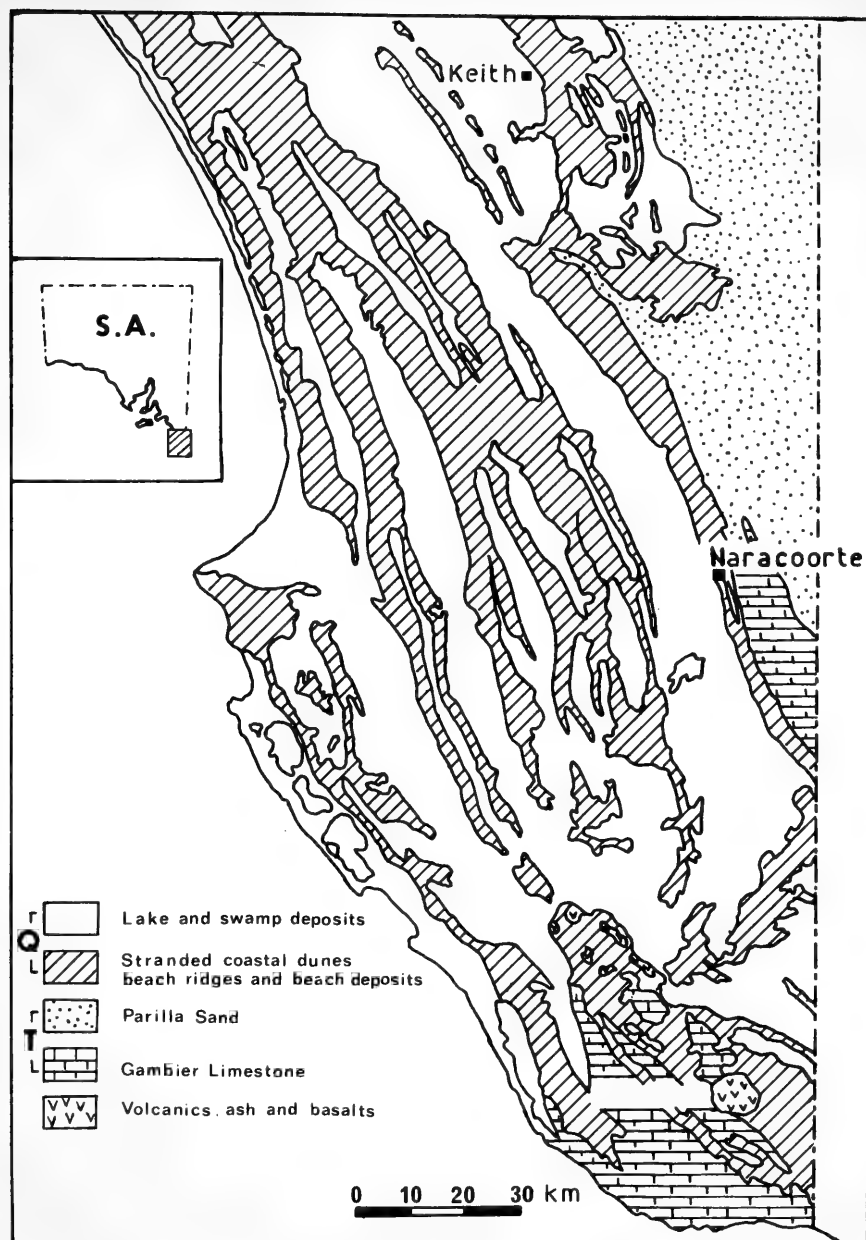 Keith
S.A.
Naracoorte
Q
Lake and swamp deposits
Stranded coastal dunes
beach ridges and beach deposits
T
Parilla Sand
Gambier Limestone
Volcanics, ash and basalts
0 10 20 30 km